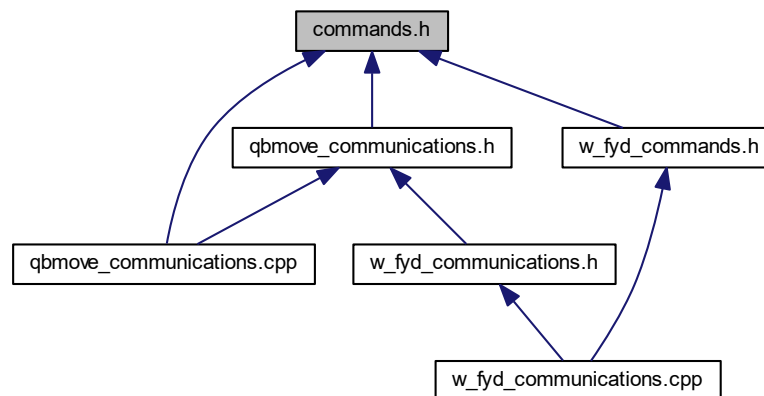 commands.h
qbmove_communications.h
w_fyd_commands.h
qbmove_communications.cpp
w_fyd_communications.h
w_fyd_communications.cpp